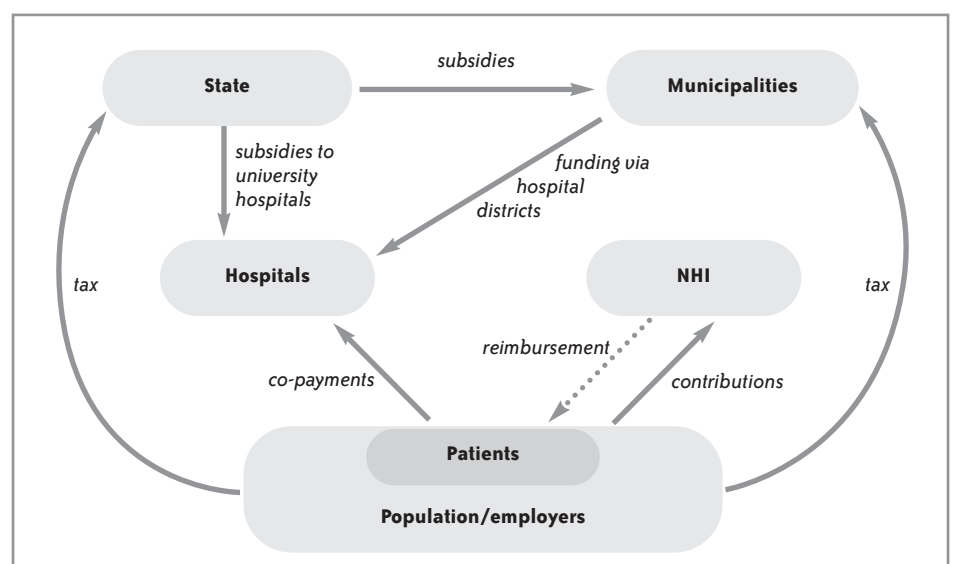 subsidies
State
Municipalities
subsidies to
university
hospitals
funding via
hospital
districts
Hospitals
NHI
tax
tax
reimbursement
co-payments
contributions
Patients
Population/employers